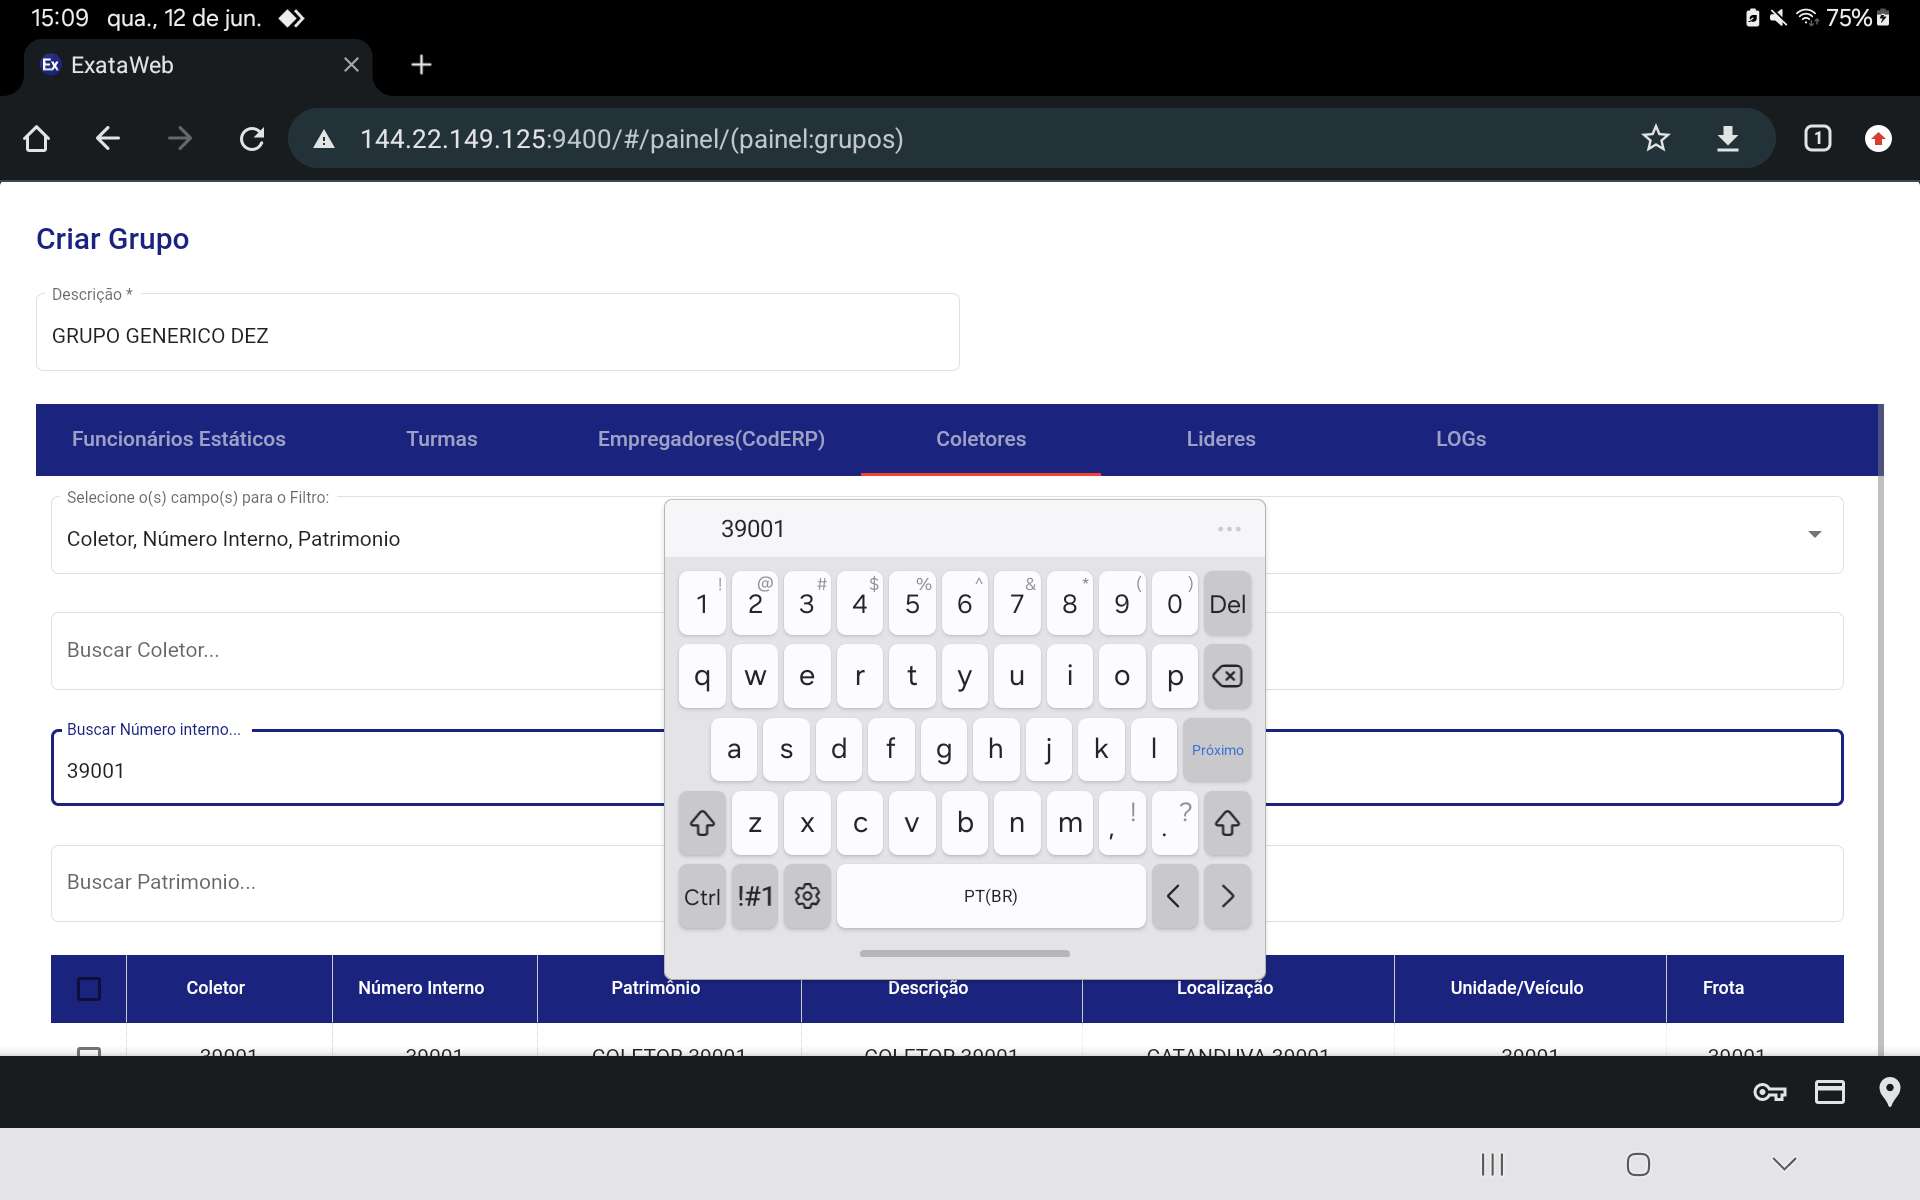 15:09 qua., 12 de jun. 75%
Ex ExataWeb
144.22.149.125:9400/#/painel/(painel:grupos) 1
Criar Grupo
Descrição *
GRUPO GENERICO DEZ
Funcionários Estáticos Turmas Empregadores(CodERP) Coletores Lideres LOGs
Selecione o(s) campo(s) para o Filtro:
Coletor, Número Interno, Patrimonio
Buscar Coletor...
Buscar Número interno...
39001
Buscar Patrimonio...
39001 ...
! @ # $ % ^ & * ( )
1 2 3 4 5 6 7 8 9 0 Del
q w e r t y u i o p
a s d f g h j k l Próximo
z x c v b n m , ! . ?
Ctrl !#1 PT(BR) < >
Coletor Número Interno Patrimônio Descrição Localização Unidade/Veículo Frota
39001 39001 COLETOR 39001 COLETOR 39001 CATANDUVA 39001 39001 39001